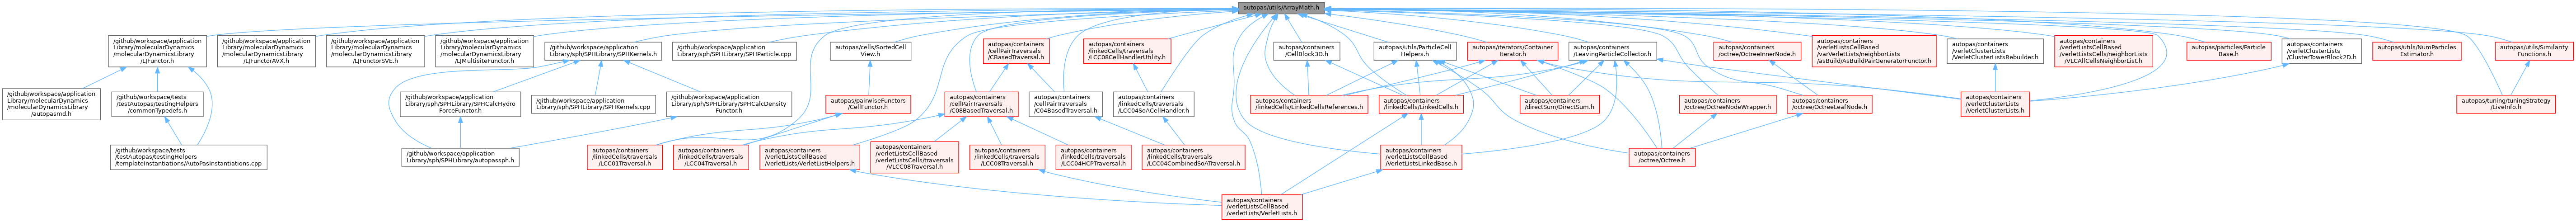 autopas/utils/ArrayMath.h
/github/workspace/application
Library/molecularDynamics
/molecularDynamicsLibrary
/LJFunctor.h
/github/workspace/application
Library/molecularDynamics
/molecularDynamicsLibrary
/LJFunctorAVX.h
/github/workspace/application
Library/molecularDynamics
/molecularDynamicsLibrary
/LJFunctorSVE.h
/github/workspace/application
Library/molecularDynamics
/molecularDynamicsLibrary
/LJMultisiteFunctor.h
/github/workspace/application
Library/sph/SPHLibrary/SPHKernels.h
/github/workspace/application
Library/sph/SPHLibrary/SPHParticle.cpp
autopas/cells/SortedCell
View.h
autopas/containers
/cellPairTraversals
/CBasedTraversal.h
autopas/containers
/linkedCells/traversals
/LCC08CellHandlerUtility.h
autopas/containers
/CellBlock3D.h
autopas/utils/ParticleCell
Helpers.h
autopas/iterators/Container
Iterator.h
autopas/containers
/LeavingParticleCollector.h
autopas/containers
/octree/OctreeInnerNode.h
autopas/containers
/verletListsCellBased
/varVerletLists/neighborLists
/asBuild/AsBuildPairGeneratorFunctor.h
autopas/containers
/verletClusterLists
/VerletClusterListsRebuilder.h
autopas/containers
/verletListsCellBased
/verletListsCells/neighborLists
/VLCAllCellsNeighborList.h
autopas/particles/Particle
Base.h
autopas/containers
/verletClusterLists
/ClusterTowerBlock2D.h
autopas/utils/NumParticles
Estimator.h
autopas/utils/Similarity
Functions.h
/github/workspace/application
Library/molecularDynamics
/molecularDynamicsLibrary
/autopasmd.h
/github/workspace/tests
/testAutopas/testingHelpers
/commonTypedefs.h
/github/workspace/application
Library/sph/SPHLibrary/SPHCalcHydro
ForceFunctor.h
/github/workspace/application
Library/sph/SPHLibrary/SPHKernels.cpp
/github/workspace/application
Library/sph/SPHLibrary/SPHCalcDensity
Functor.h
autopas/pairwiseFunctors
/CellFunctor.h
autopas/containers
/cellPairTraversals
/C08BasedTraversal.h
autopas/containers
/cellPairTraversals
/C04BasedTraversal.h
autopas/containers
/linkedCells/traversals
/LCC04SoACellHandler.h
autopas/containers
/linkedCells/LinkedCellsReferences.h
autopas/containers
/linkedCells/LinkedCells.h
autopas/containers
/directSum/DirectSum.h
autopas/containers
/octree/OctreeNodeWrapper.h
autopas/containers
/octree/OctreeLeafNode.h
autopas/containers
/verletClusterLists
/VerletClusterLists.h
autopas/tuning/tuningStrategy
/LiveInfo.h
/github/workspace/tests
/testAutopas/testingHelpers
/templateInstantiations/AutoPasInstantiations.cpp
/github/workspace/application
Library/sph/SPHLibrary/autopassph.h
autopas/containers
/linkedCells/traversals
/LCC01Traversal.h
autopas/containers
/linkedCells/traversals
/LCC04Traversal.h
autopas/containers
/verletListsCellBased
/verletLists/VerletListHelpers.h
autopas/containers
/verletListsCellBased
/verletListsCells/traversals
/VLCC08Traversal.h
autopas/containers
/linkedCells/traversals
/LCC08Traversal.h
autopas/containers
/linkedCells/traversals
/LCC04HCPTraversal.h
autopas/containers
/linkedCells/traversals
/LCC04CombinedSoATraversal.h
autopas/containers
/verletListsCellBased
/VerletListsLinkedBase.h
autopas/containers
/octree/Octree.h
autopas/containers
/verletListsCellBased
/verletLists/VerletLists.h